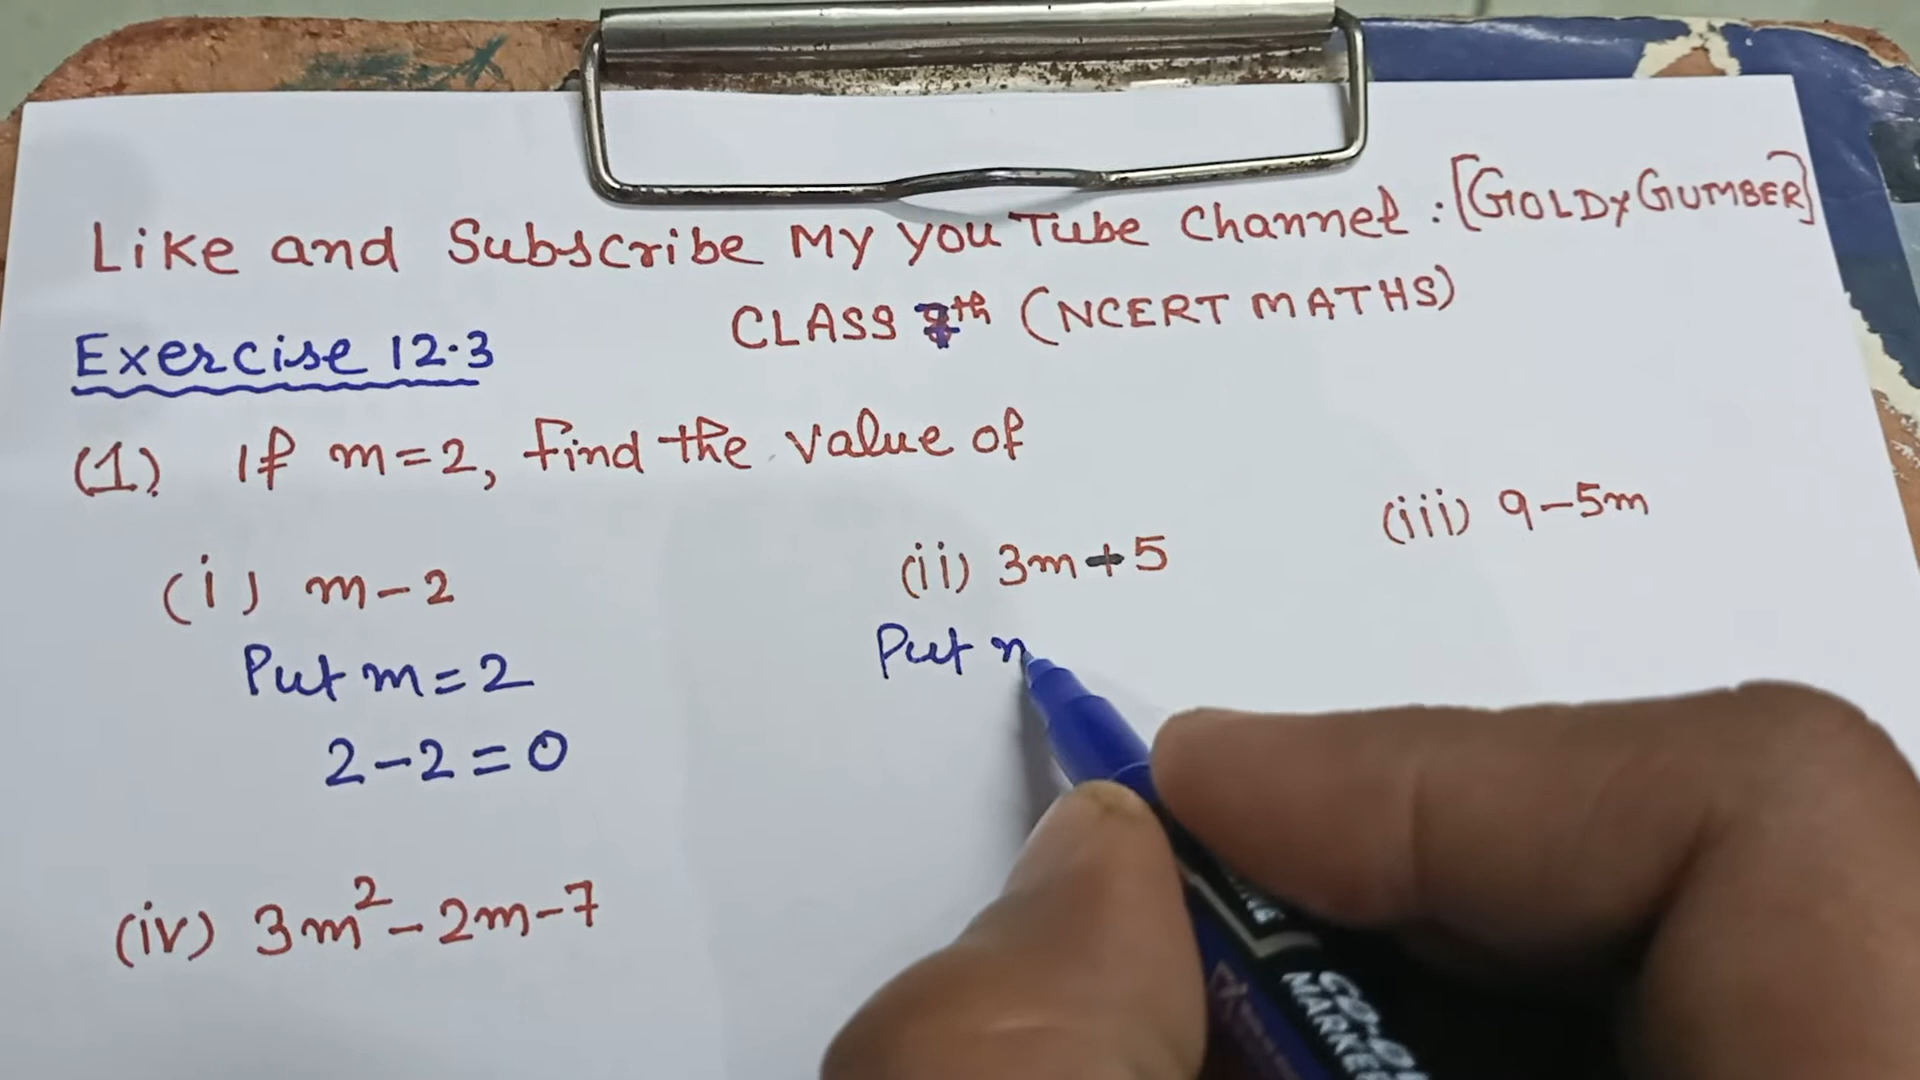 Like and Subscribe My YouTube Channel : [GOLDY GUMBER]
CLASS 7th (NCERT MATHS)
Exercise 12.3
(1) If m=2, find the value of
(i) m-2
(ii) 3m+5
(iii) 9-5m
Put m=2
Put m
2-2=0
(iv) 3m²-2m-7
MARKER